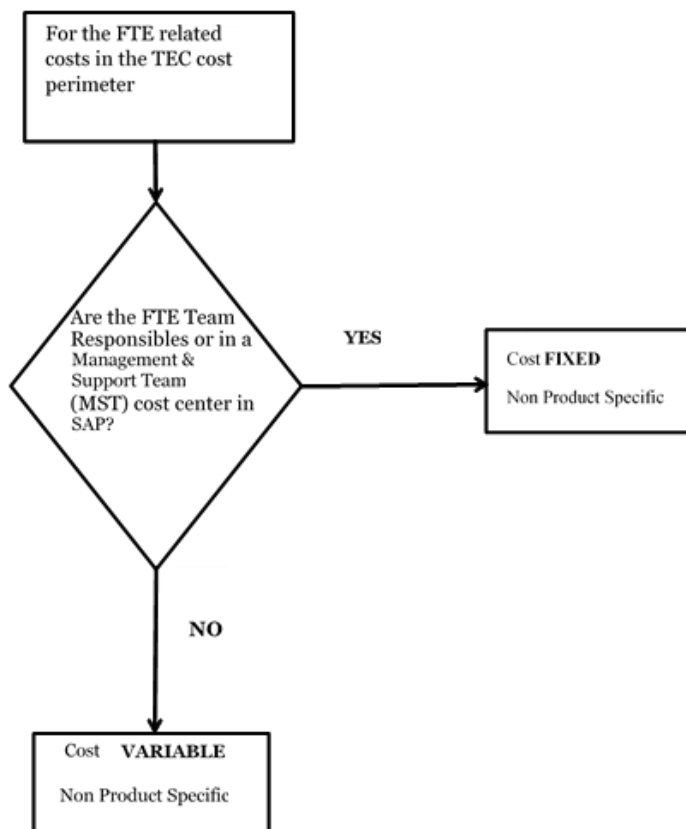 For the FTE related
costs in the TEC cost
perimeter
Are the FTE Team
Responsibles or in a
Management &
Support Team
(MST) cost center in
SAP?
YES
Cost FIXED
Non Product Specific
NO
Cost VARIABLE
Non Product Specific